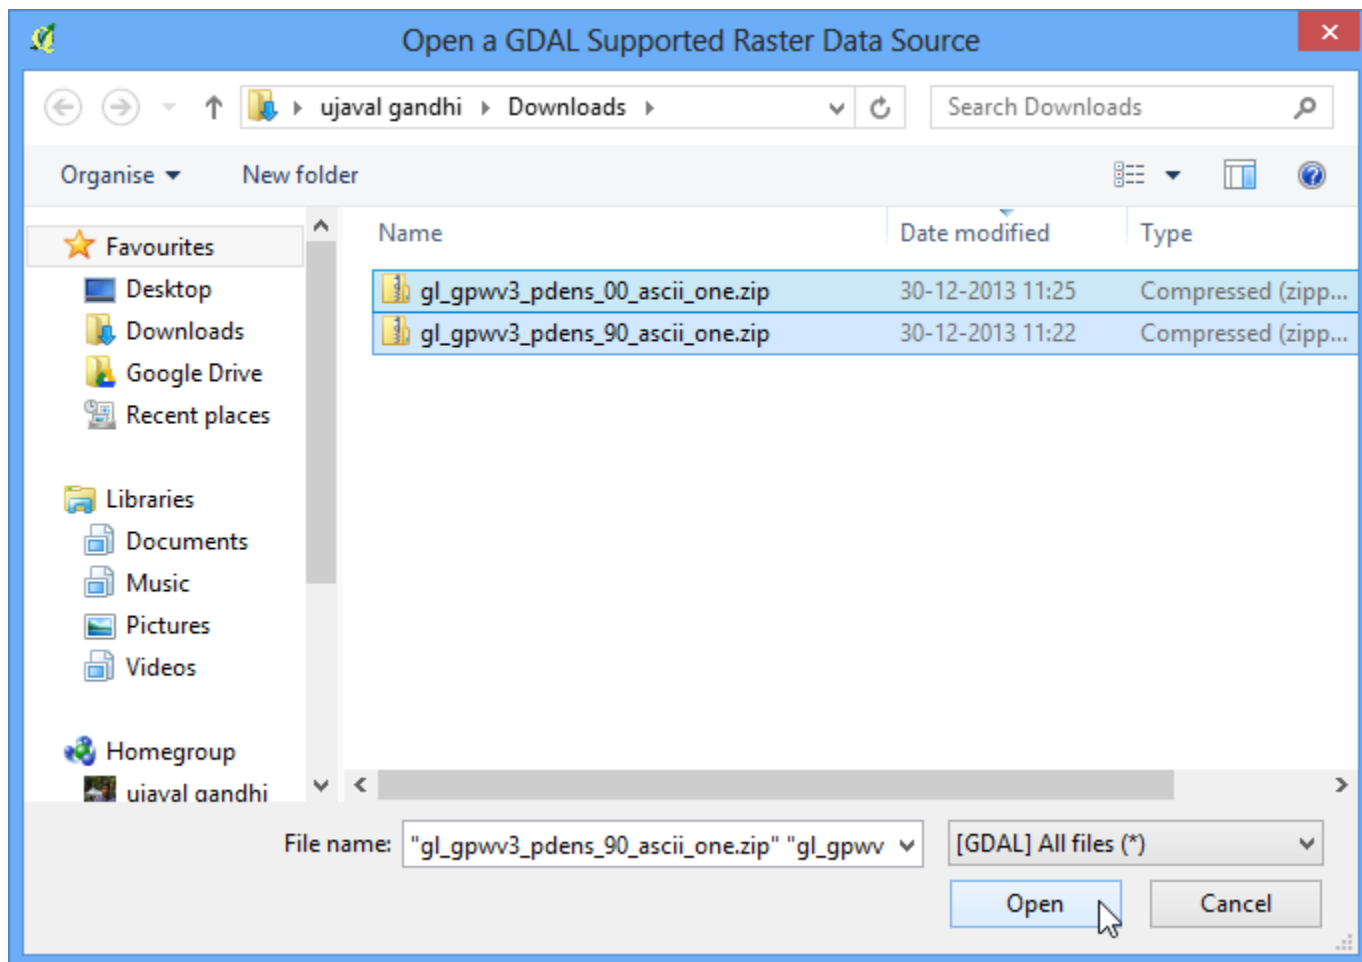 Open a GDAL Supported Raster Data Source
ujaval gandhi Downloads
Search Downloads
Organise New folder
Name Date modified Type
Favourites
Desktop
Downloads
Google Drive
Recent places
Libraries
Documents
Music
Pictures
Videos
Homegroup
ujaval gandhi
gl_gpwv3_pdens_00_ascii_one.zip 30-12-2013 11:25 Compressed (zipp...
gl_gpwv3_pdens_90_ascii_one.zip 30-12-2013 11:22 Compressed (zipp...
File name: "gl_gpwv3_pdens_90_ascii_one.zip" "gl_gpwv [GDAL] All files (*)
Open Cancel